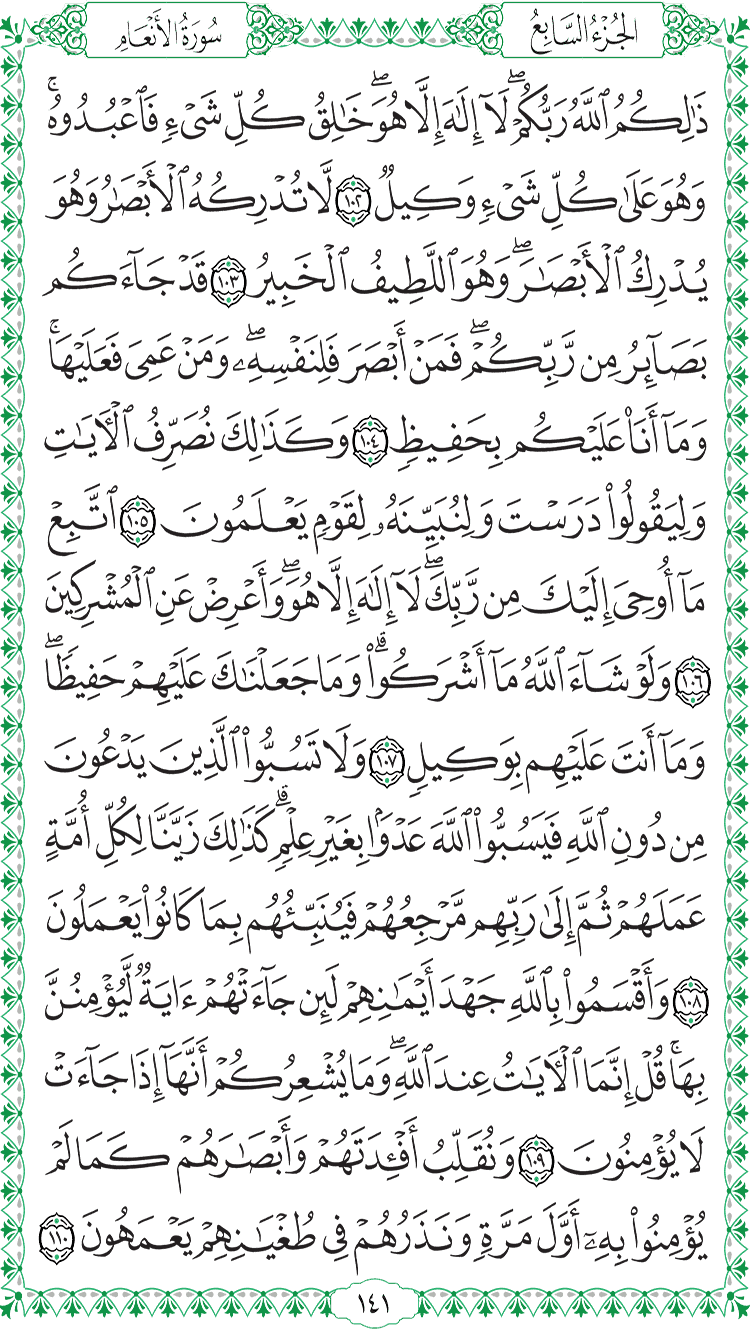 الجُزْءُ السَّابِعُ
سُورَةُ الأَنْعَامِ
ذَٰلِكُمُ ٱللَّهُ رَبُّكُمْۖ لَآ إِلَٰهَ إِلَّا هُوَۖ خَٰلِقُ كُلِّ شَيْءٖ فَٱعْبُدُوهُۚ
وَهُوَ عَلَىٰ كُلِّ شَيْءٖ وَكِيلٞ ١٠٢ لَّا تُدْرِكُهُ ٱلْأَبْصَٰرُ وَهُوَ
يُدْرِكُ ٱلْأَبْصَٰرَۖ وَهُوَ ٱللَّطِيفُ ٱلْخَبِيرُ ١٠٣ قَدْ جَآءَكُم
بَصَآئِرُ مِن رَّبِّكُمْۖ فَمَنْ أَبْصَرَ فَلِنَفْسِهِۦۖ وَمَنْ عَمِيَ فَعَلَيْهَاۚ
وَمَآ أَنَا۠ عَلَيْكُم بِحَفِيظٖ ١٠٤ وَكَذَٰلِكَ نُصَرِّفُ ٱلْأٓيَٰتِ
وَلِيَقُولُوا۟ دَرَسْتَ وَلِنُبَيِّنَهُۥ لِقَوْمٖ يَعْلَمُونَ ١٠٥ ٱتَّبِعْ
مَآ أُوحِيَ إِلَيْكَ مِن رَّبِّكَۖ لَآ إِلَٰهَ إِلَّا هُوَۖ وَأَعْرِضْ عَنِ ٱلْمُشْرِكِينَ
١٠٦ وَلَوْ شَآءَ ٱللَّهُ مَآ أَشْرَكُوا۟ۗ وَمَا جَعَلْنَٰكَ عَلَيْهِمْ حَفِيظٗاۖ
وَمَآ أَنتَ عَلَيْهِم بِوَكِيلٖ ١٠٧ وَلَا تَسُبُّوا۟ ٱلَّذِينَ يَدْعُونَ
مِن دُونِ ٱللَّهِ فَيَسُبُّوا۟ ٱللَّهَ عَدْوَۢا بِغَيْرِ عِلْمٖۗ كَذَٰلِكَ زَيَّنَّا لِكُلِّ أُمَّةٍ
عَمَلَهُمْ ثُمَّ إِلَىٰ رَبِّهِم مَّرْجِعُهُمْ فَيُنَبِّئُهُم بِمَا كَانُوا۟ يَعْمَلُونَ
١٠٨ وَأَقْسَمُوا۟ بِٱللَّهِ جَهْدَ أَيْمَٰنِهِمْ لَئِن جَآءَتْهُمْ ءَايَةٞ لَّيُؤْمِنُنَّ
بِهَاۚ قُلْ إِنَّمَا ٱلْأٓيَٰتُ عِندَ ٱللَّهِۖ وَمَا يُشْعِرُكُمْ أَنَّهَآ إِذَا جَآءَتْ
لَا يُؤْمِنُونَ ١٠٩ وَنُقَلِّبُ أَفْـِٔدَتَهُمْ وَأَبْصَٰرَهُمْ كَمَا لَمْ
يُؤْمِنُوا۟ بِهِۦٓ أَوَّلَ مَرَّةٖ وَنَذَرُهُمْ فِي طُغْيَٰنِهِمْ يَعْمَهُونَ ١١٠
١٤١